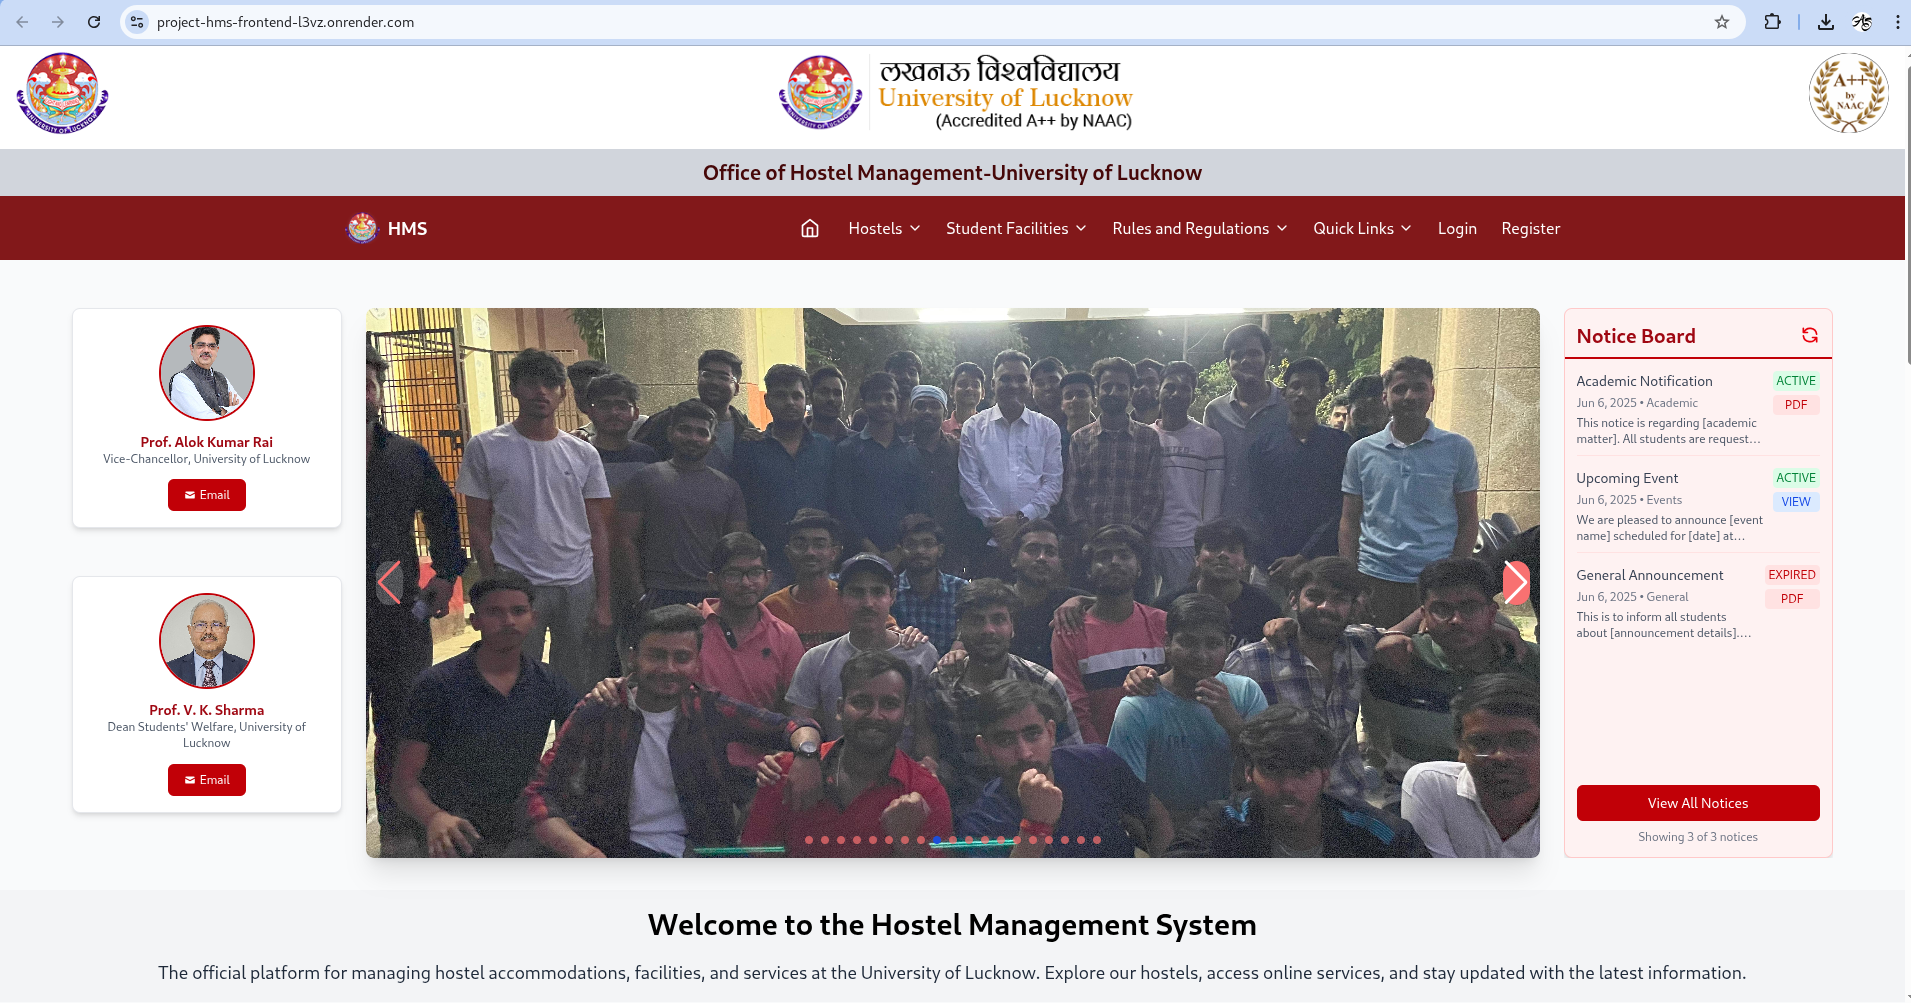 project-hms-frontend-l3vz.onrender.com
लखनऊ विश्वविद्यालय
University of Lucknow
(Accredited A++ by NAAC)
A++
by
NAAC
UNIVERSITY OF LUCKNOW
UNIVERSITY OF LUCKNOW
Office of Hostel Management-University of Lucknow
HMS
Hostels
Student Facilities
Rules and Regulations
Quick Links
Login
Register
Prof. Alok Kumar Rai
Vice-Chancellor, University of Lucknow
Email
Prof. V. K. Sharma
Dean Students' Welfare, University of
Lucknow
Email
Notice Board
Academic Notification
ACTIVE
Jun 6, 2025 • Academic
PDF
This notice is regarding [academic
matter]. All students are request...
Upcoming Event
ACTIVE
Jun 6, 2025 • Events
VIEW
We are pleased to announce [event
name] scheduled for [date] at...
General Announcement
EXPIRED
Jun 6, 2025 • General
PDF
This is to inform all students
about [announcement details]....
View All Notices
Showing 3 of 3 notices
Welcome to the Hostel Management System
The official platform for managing hostel accommodations, facilities, and services at the University of Lucknow. Explore our hostels, access online services, and stay updated with the latest information.